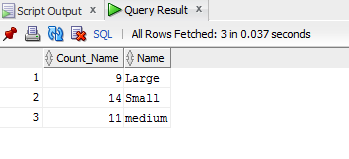 Script Output x Query Result x
SQL | All Rows Fetched: 3 in 0.037 seconds
Count_Name Name
1 9 Large
2 14 Small
3 11 medium